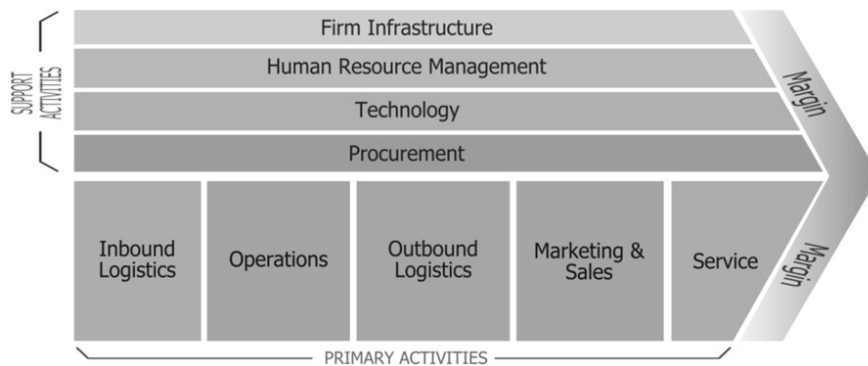 Firm Infrastructure
Human Resource Management
Technology
Procurement
SUPPORT
ACTIVITIES
Margin
Inbound
Logistics
Operations
Outbound
Logistics
Marketing &
Sales
Service
Margin
PRIMARY ACTIVITIES